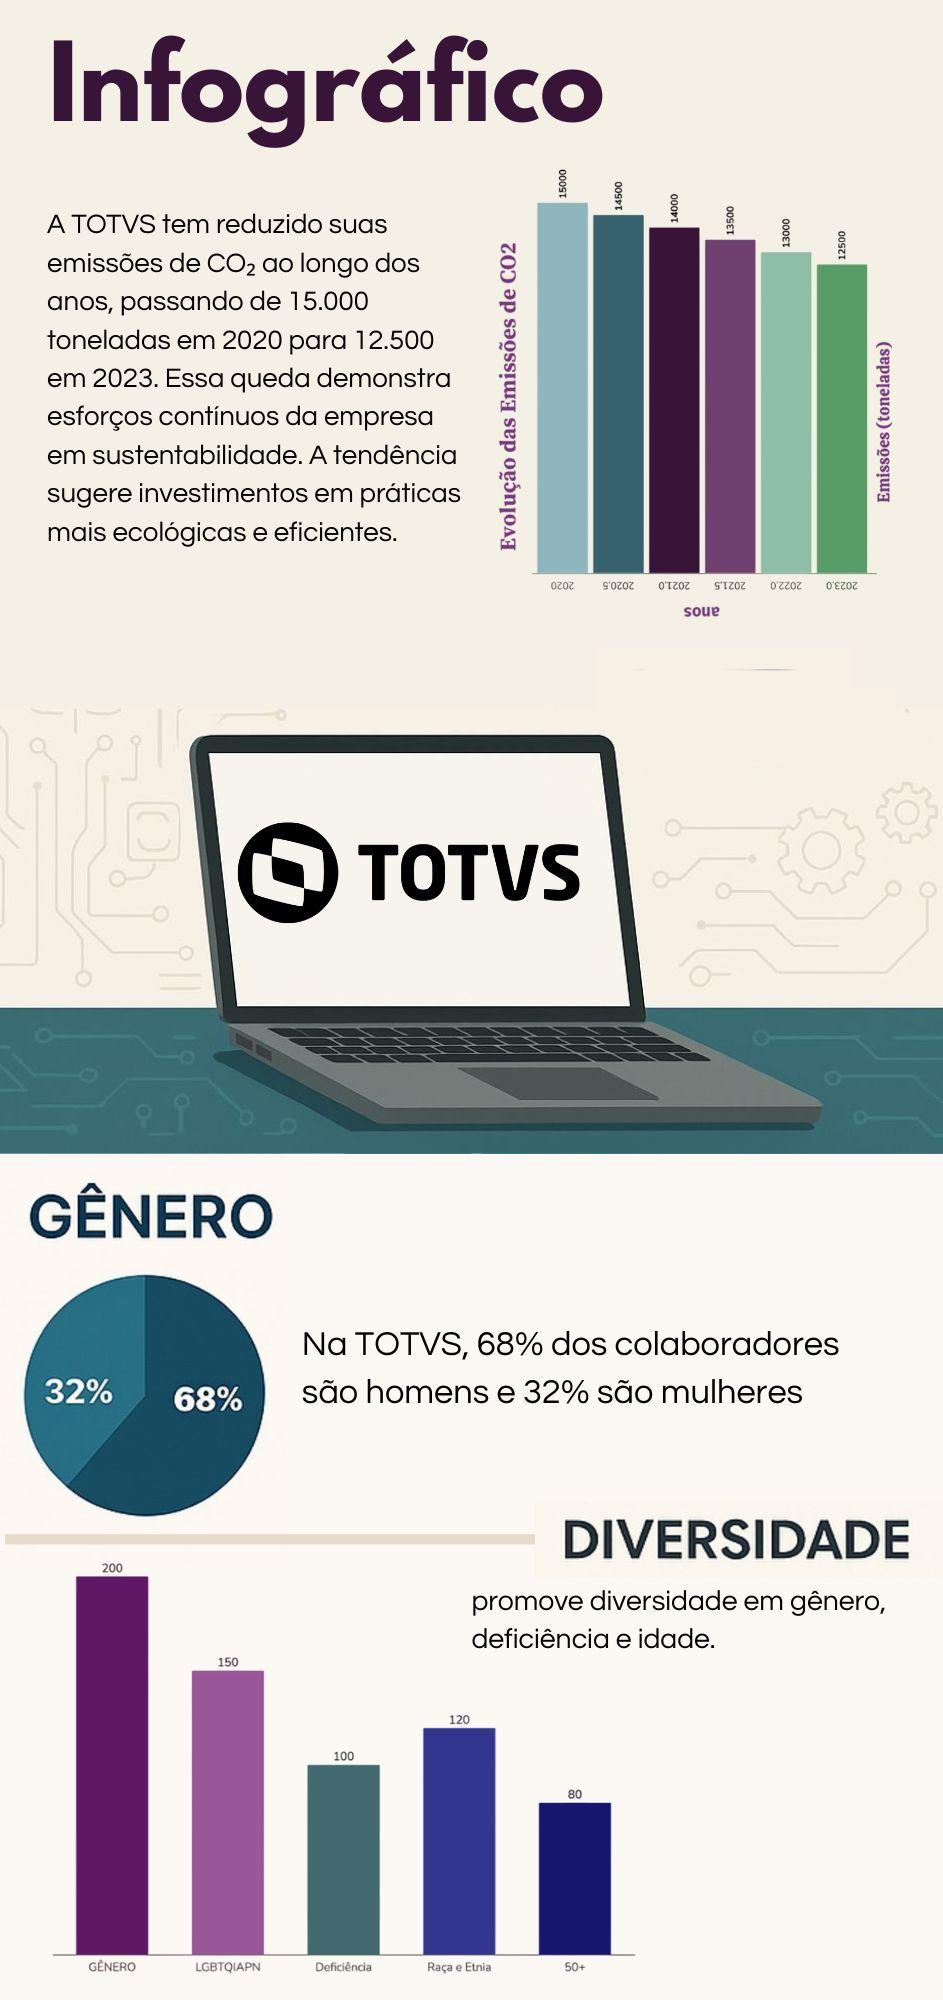 Infográfico
A TOTVS tem reduzido suas
emissões de CO₂ ao longo dos
anos, passando de 15.000
toneladas em 2020 para 12.500
em 2023. Essa queda demonstra
esforços contínuos da empresa
em sustentabilidade. A tendência
sugere investimentos em práticas
mais ecológicas e eficientes.
Evolução das Emissões de CO2
15000
14500
14000
13500
13000
12500
Emissões (toneladas)
2020
2020.5
2021.0
2021.5
2022.0
2023.0
anos
TOTVS
GÊNERO
32%
68%
Na TOTVS, 68% dos colaboradores
são homens e 32% são mulheres
DIVERSIDADE
promove diversidade em gênero,
deficiência e idade.
200
150
100
120
80
GÊNERO
LGBTQIAPN
Deficiência
Raça e Etnia
50+